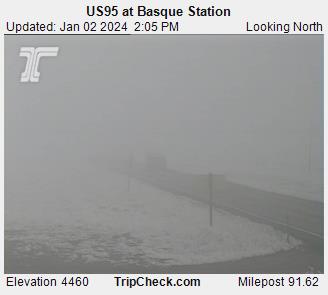 US95 at Basque Station
Updated: Jan 02 2024 2:05 PM Looking North
Elevation 4460 TripCheck.com Milepost 91.62